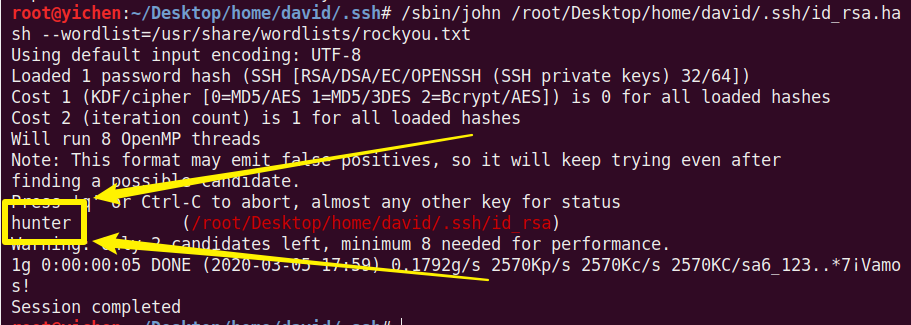 root@yichen:~/Desktop/home/david/.ssh# /sbin/john /root/Desktop/home/david/.ssh/id_rsa.ha
sh --wordlist=/usr/share/wordlists/rockyou.txt
Using default input encoding: UTF-8
Loaded 1 password hash (SSH [RSA/DSA/EC/OPENSSH (SSH private keys) 32/64])
Cost 1 (KDF/cipher [0=MD5/AES 1=MD5/3DES 2=Bcrypt/AES]) is 0 for all loaded hashes
Cost 2 (iteration count) is 1 for all loaded hashes
Will run 8 OpenMP threads
Note: This format may emit false positives, so it will keep trying even after
finding a possible candidate.
Press 'q' or Ctrl-C to abort, almost any other key for status
hunter           (/root/Desktop/home/david/.ssh/id_rsa)
Warning: Only 2 candidates left, minimum 8 needed for performance.
1g 0:00:00:05 DONE (2020-03-05 17:59) 0.1792g/s 2570Kp/s 2570Kc/s 2570KC/sa6_123..*7¡Vamo
s!
Session completed
root@yichen:~/Desktop/home/david/.ssh#